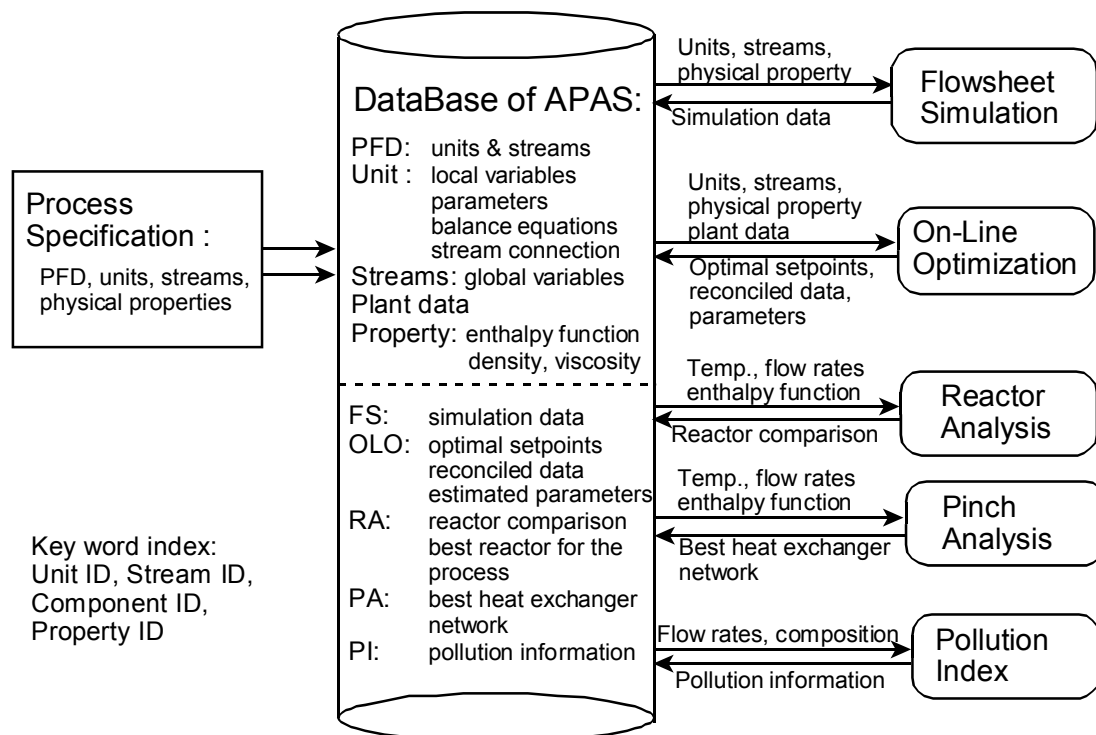 Process
Specification :
PFD, units, streams,
physical properties
Key word index:
Unit ID, Stream ID,
Component ID,
Property ID
DataBase of APAS:
PFD: units & streams
Unit : local variables
parameters
balance equations
stream connection
Streams: global variables
Plant data
Property: enthalpy function
density, viscosity
FS: simulation data
OLO: optimal setpoints
reconciled data
estimated parameters
RA: reactor comparison
best reactor for the
process
PA: best heat exchanger
network
PI: pollution information
Units, streams,
physical property
Simulation data
Flowsheet
Simulation
Units, streams,
physical property
plant data
Optimal setpoints,
reconciled data,
parameters
On-Line
Optimization
Temp., flow rates
enthalpy function
Reactor comparison
Reactor
Analysis
Temp., flow rates
enthalpy function
Best heat exchanger
network
Pinch
Analysis
Flow rates, composition
Pollution information
Pollution
Index